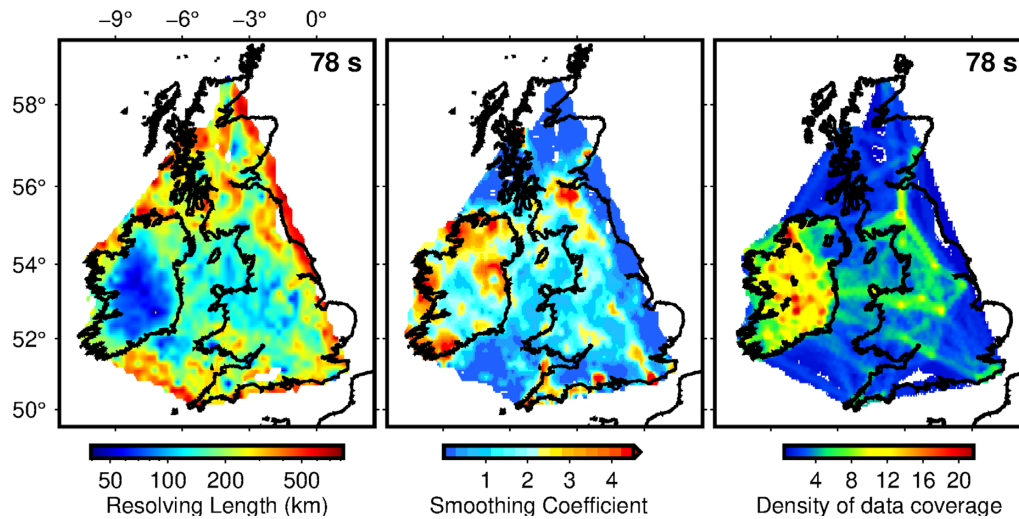 −9° −6° −3° 0°
78 s
78 s
58°
56°
54°
52°
51°
50°
50 100 200 500
Resolving Length (km)
1 2 3 4
Smoothing Coefficient
4 8 12 16 20
Density of data coverage